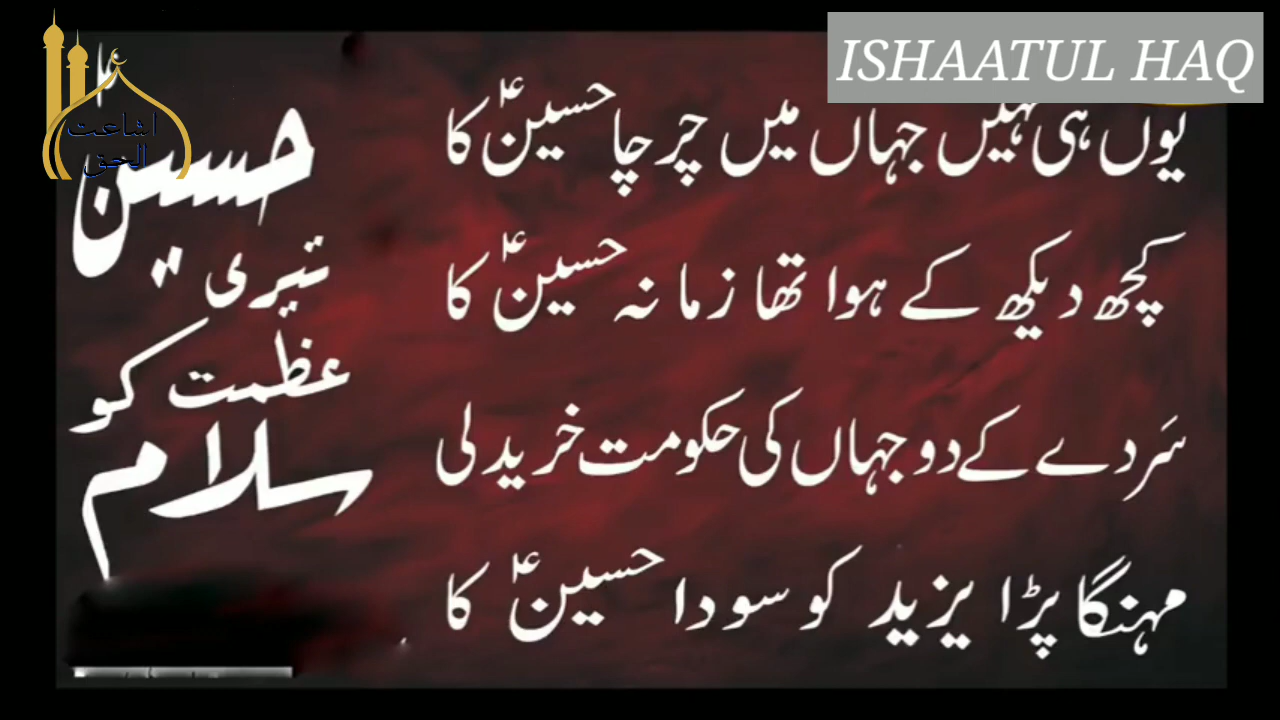 ISHAATUL HAQ
اشاعت
الحق
یوں ہی نہیں جہاں میں چرچا حسینؑ کا
کچھ دیکھ کے ہوا تھا زمانہ حسینؑ کا
سَر دے کے دو جہاں کی حکومت خرید لی
مہنگا پڑا یزید کو سودا حسینؑ کا
حسین
تیری
عظمت کو
سلام